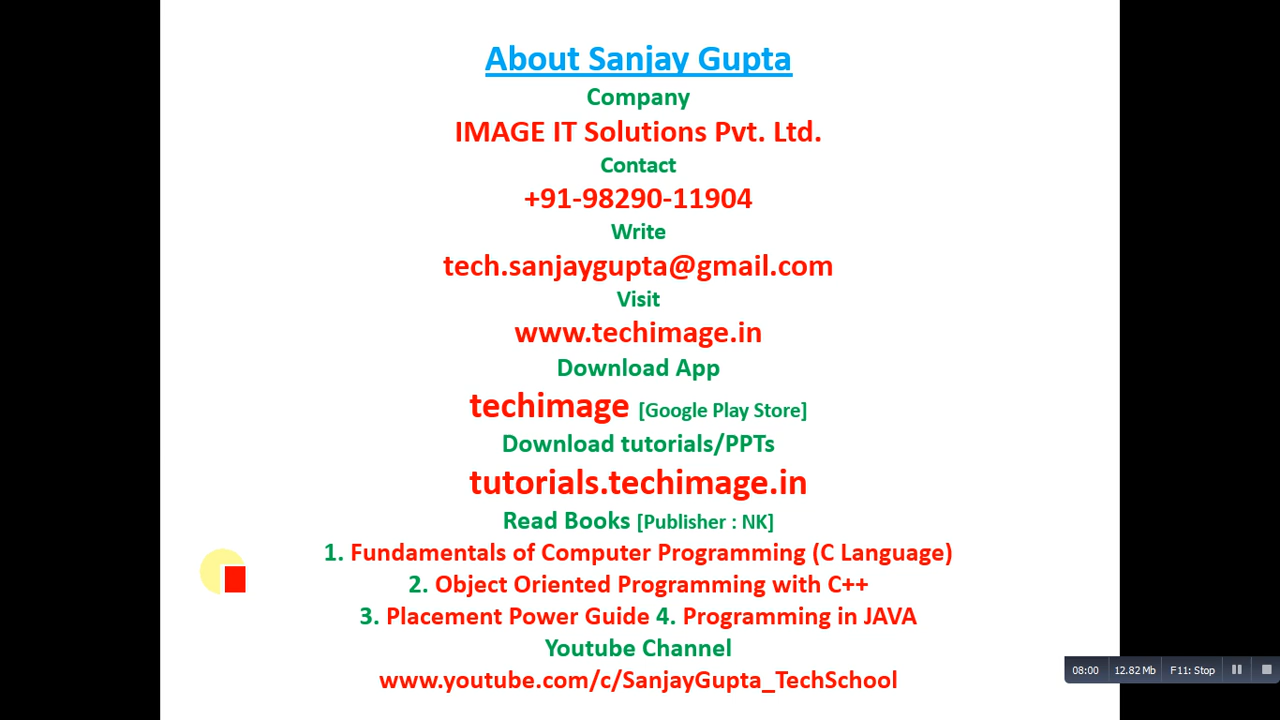 About Sanjay Gupta
Company
IMAGE IT Solutions Pvt. Ltd.
Contact
+91-98290-11904
Write
tech.sanjaygupta@gmail.com
Visit
www.techimage.in
Download App
techimage [Google Play Store]
Download tutorials/PPTs
tutorials.techimage.in
Read Books [Publisher : NK]
1. Fundamentals of Computer Programming (C Language)
2. Object Oriented Programming with C++
3. Placement Power Guide 4. Programming in JAVA
Youtube Channel
www.youtube.com/c/SanjayGupta_TechSchool
08:00 12.82 Mb F11: Stop